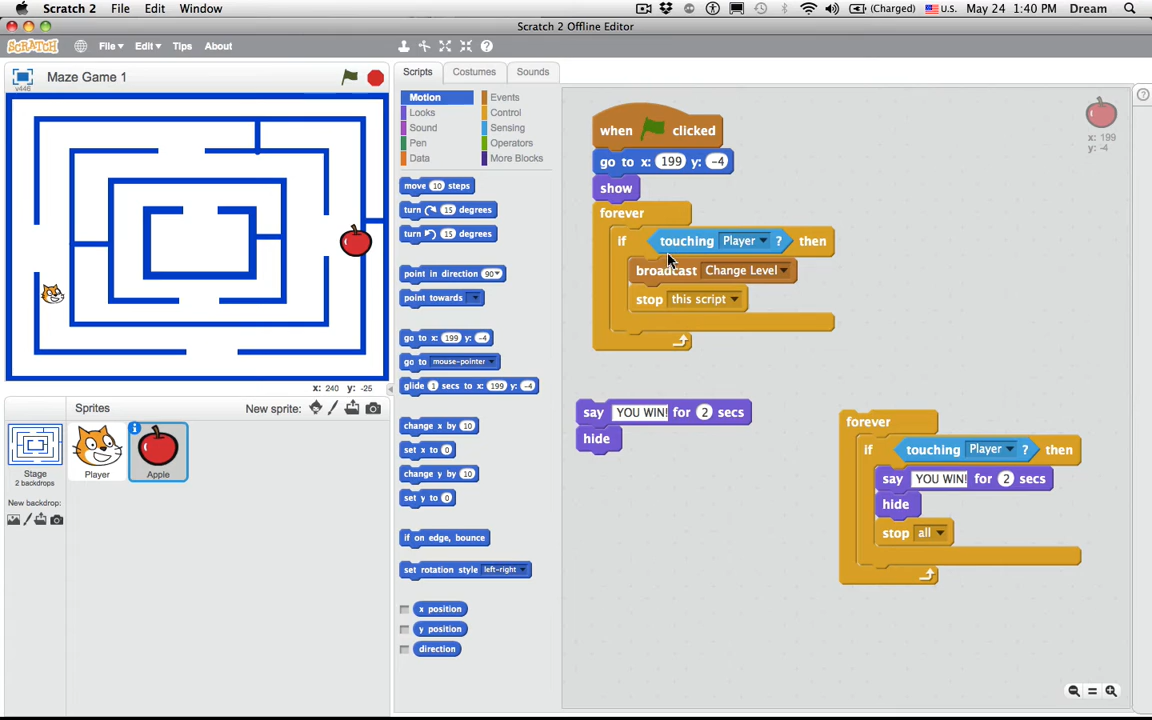 Scratch 2 File Edit Window (Charged) U.S. May 24 1:40 PM Dream
Scratch 2 Offline Editor
SCRATCH File Edit Tips About
Maze Game 1
v446
X: 240 y: -25
Sprites New sprite:
Stage
2 backdrops
New backdrop:
Player
Apple
Scripts Costumes Sounds
Motion Events
Looks Control
Sound Sensing
Pen Operators
Data More Blocks
move 10 steps
turn 15 degrees
turn 15 degrees
point in direction 90
point towards
go to x: 199 y: -4
go to mouse-pointer
glide 1 secs to x: 199 y: -4
change x by 10
set x to 0
change y by 10
set y to 0
if on edge, bounce
set rotation style left-right
x position
y position
direction
when clicked
go to x: 199 y: -4
show
forever
if touching Player ? then
broadcast Change Level
stop this script
say YOU WIN! for 2 secs
hide
forever
if touching Player ? then
say YOU WIN! for 2 secs
hide
stop all
x: 199
y: -4